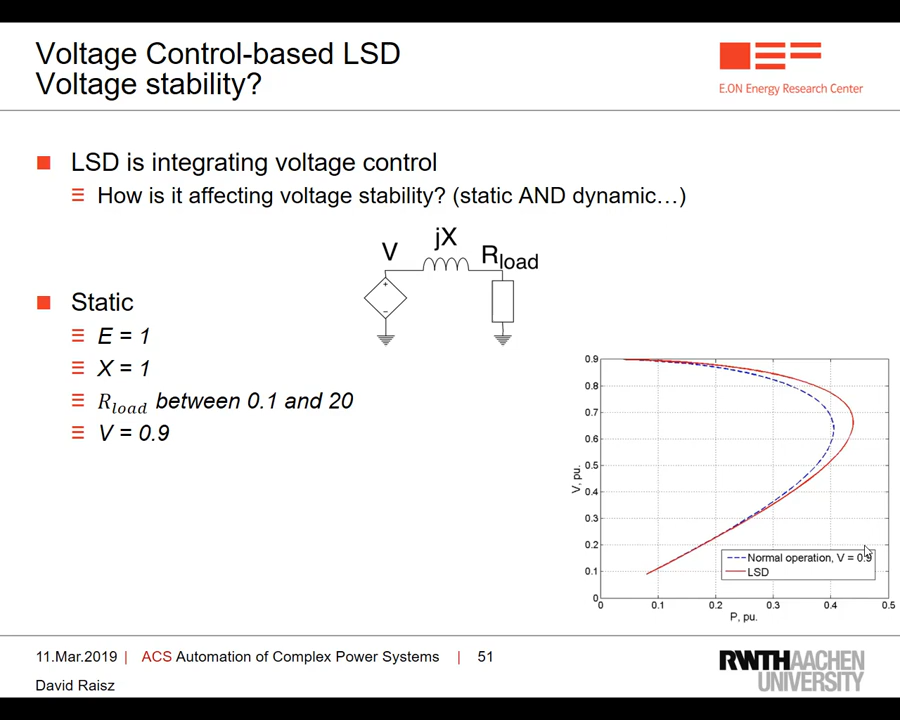 Voltage Control-based LSD
Voltage stability?
E.ON Energy Research Center
LSD is integrating voltage control
How is it affecting voltage stability? (static AND dynamic…)
V
jX
R_load
+
−
Static
E = 1
X = 1
R_load between 0.1 and 20
V = 0.9
0.9
0.8
0.7
0.6
0.5
0.4
0.3
0.2
0.1
0
V, pu.
Normal operation, V = 0.9
LSD
0 0.1 0.2 0.3 0.4 0.5
P, pu.
11.Mar.2019 | ACS Automation of Complex Power Systems | 51
David Raisz
RWTH AACHEN
UNIVERSITY